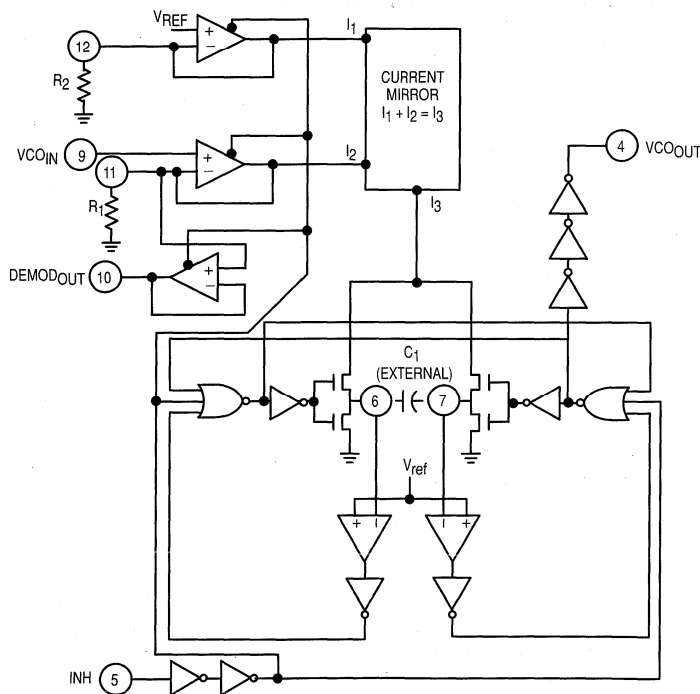 VREF
12
I1
R2
CURRENT
MIRROR
I1 + I2 = I3
VCOIN
9
I2
4
VCOOUT
11
R1
I3
DEMODOUT
10
C1
(EXTERNAL)
6
7
Vref
INH
5
+
−
+
−
+
−
+
−
−
+